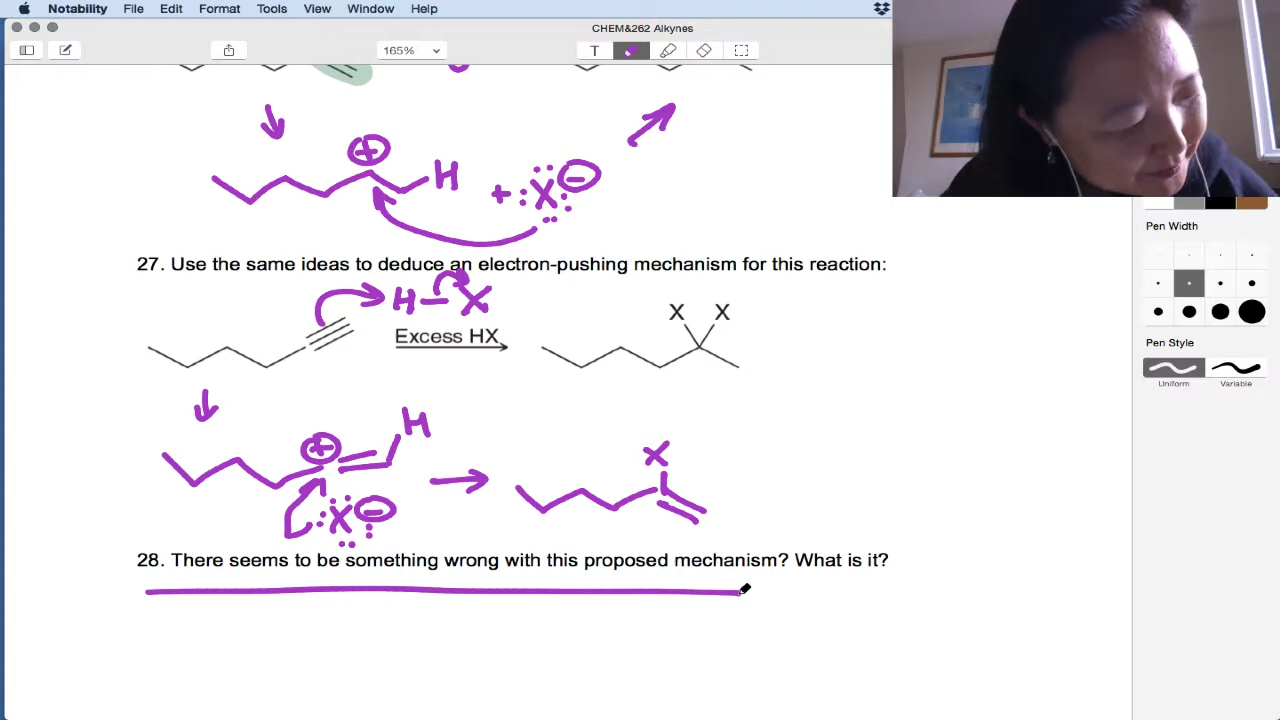 Notability File Edit Format Tools View Window Help
CHEM&262 Alkynes
165% T
H
+ X
27. Use the same ideas to deduce an electron-pushing mechanism for this reaction:
H – X
X X
Excess HX
H
X
X
28. There seems to be something wrong with this proposed mechanism? What is it?
Pen Width
Pen Style
Uniform Variable